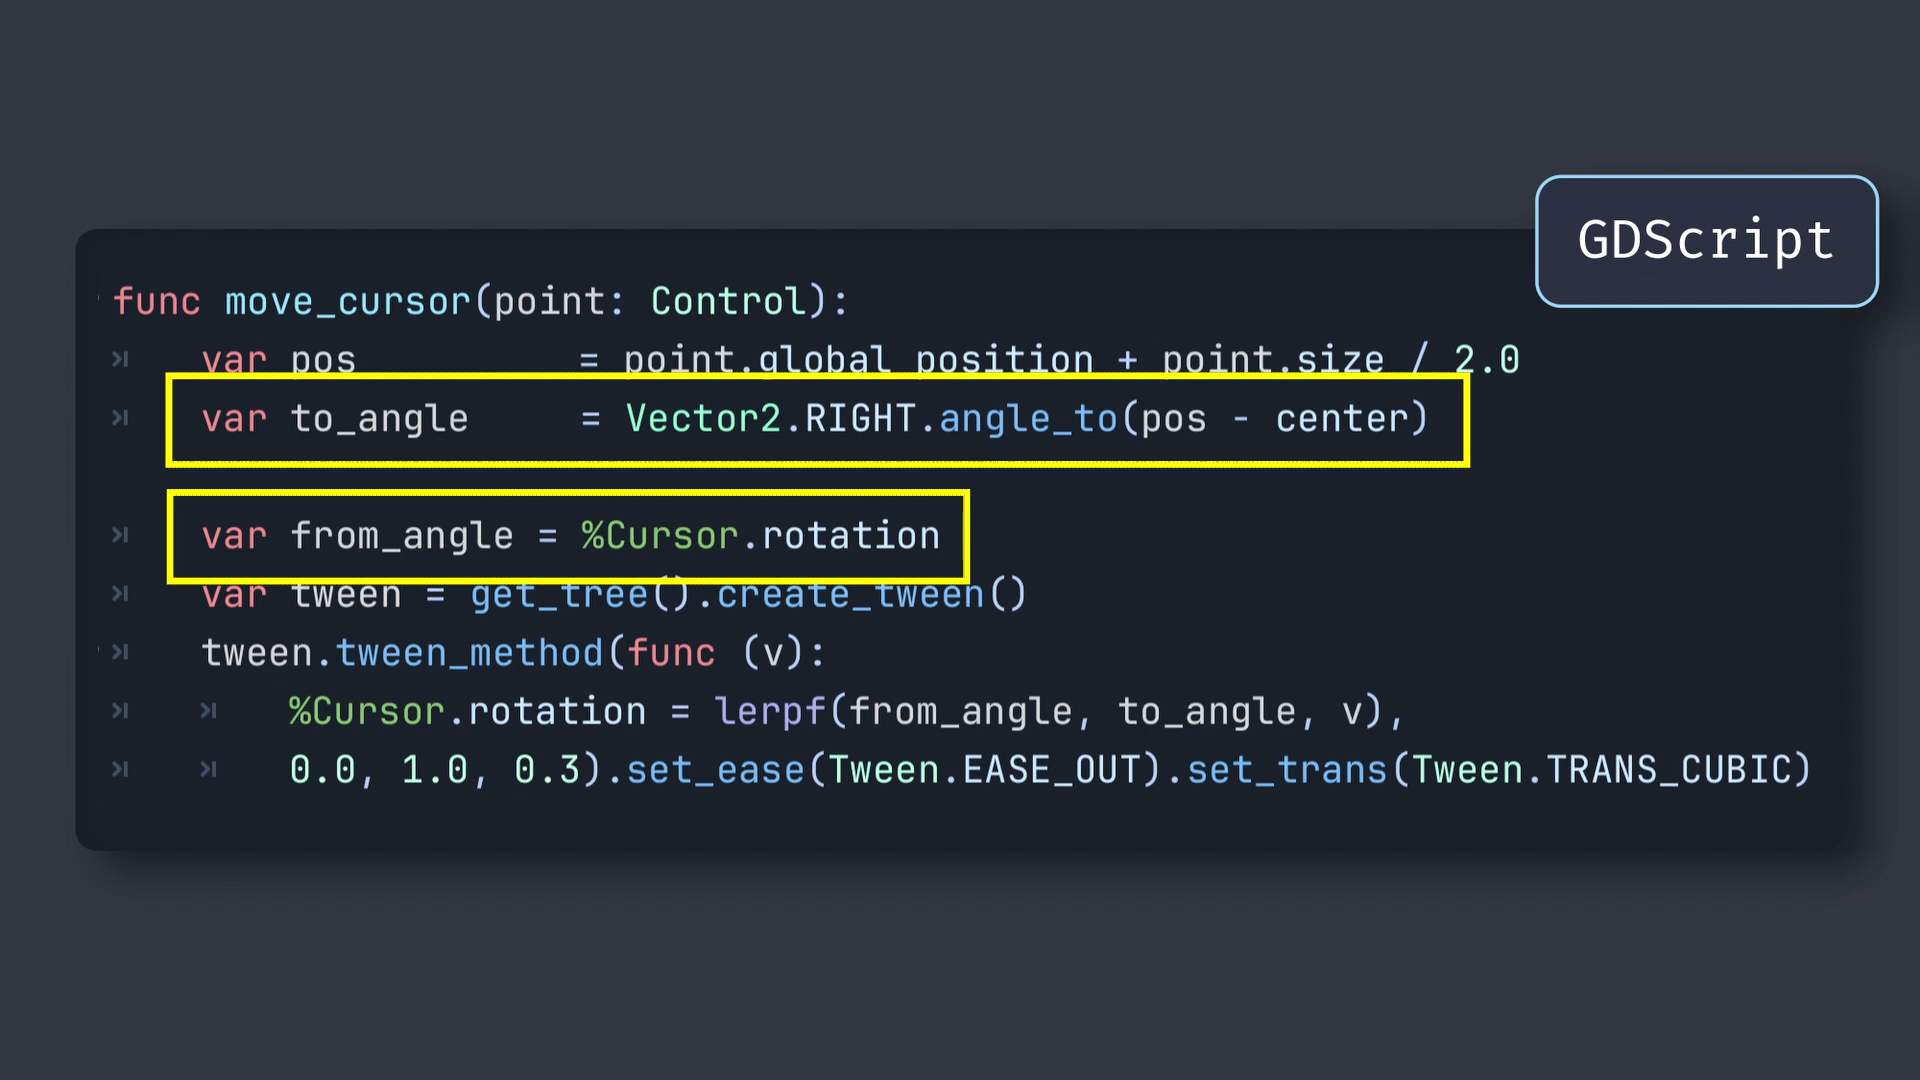 GDScript
func move_cursor(point: Control):
var pos = point.global_position + point.size / 2.0
var to_angle = Vector2.RIGHT.angle_to(pos - center)
var from_angle = %Cursor.rotation
var tween = get_tree().create_tween()
tween.tween_method(func (v):
%Cursor.rotation = lerpf(from_angle, to_angle, v),
0.0, 1.0, 0.3).set_ease(Tween.EASE_OUT).set_trans(Tween.TRANS_CUBIC)